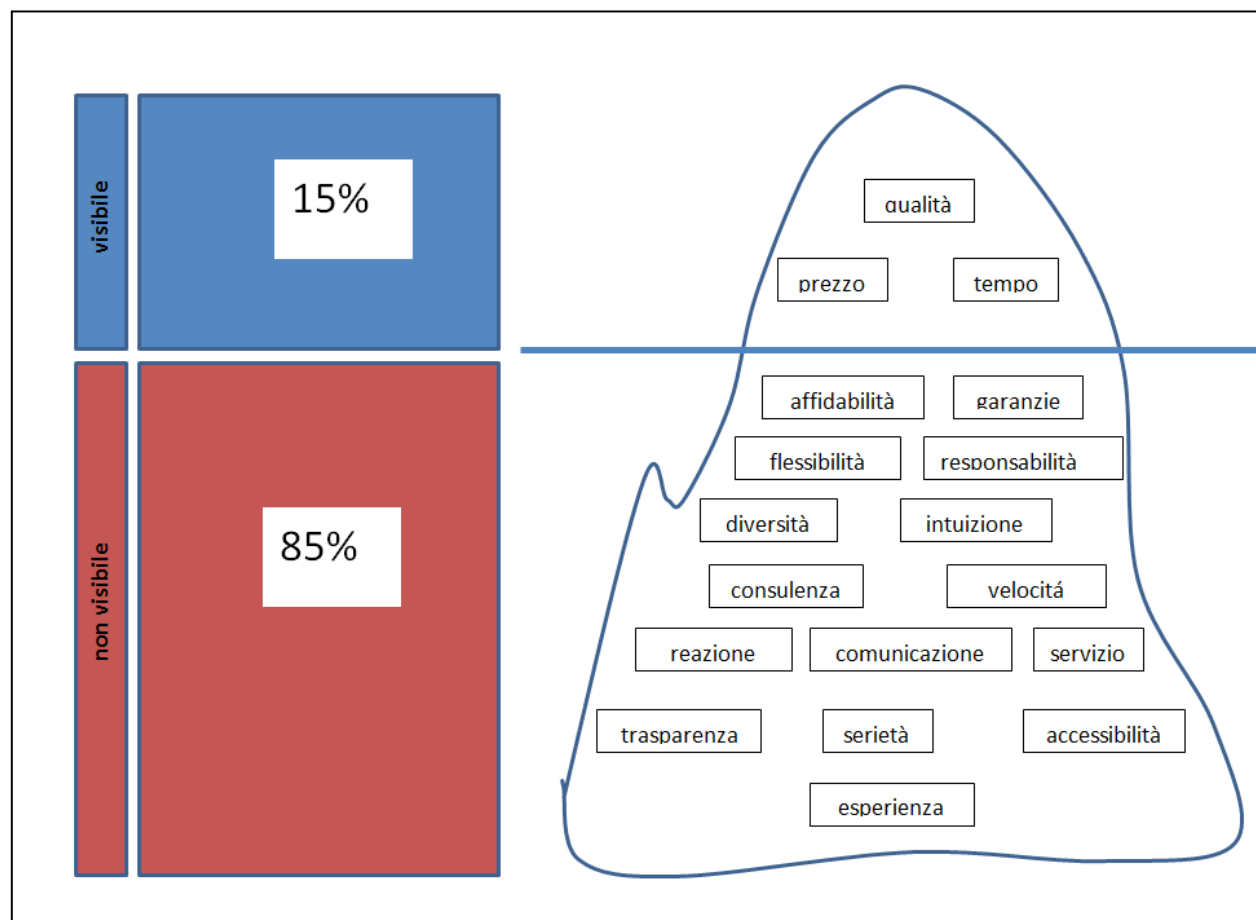 visibile
15%
qualità
prezzo tempo
non visibile
85%
affidabilità garanzie
flessibilità responsabilità
diversità intuizione
consulenza velocitá
reazione comunicazione servizio
trasparenza serietà accessibilità
esperienza